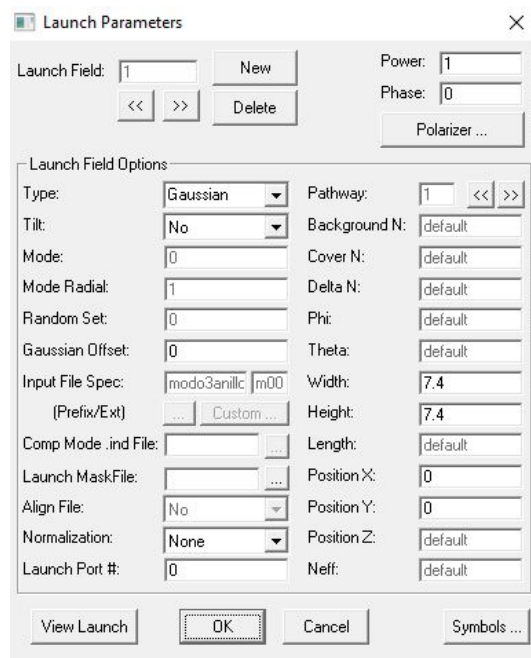 Launch Parameters
Launch Field: 1 New Power: 1
<< >> Delete Phase: 0
Polarizer ...
Launch Field Options
Type: Gaussian Pathway: 1 << >>
Tilt: No Background N: default
Mode: 0 Cover N: default
Mode Radial: 1 Delta N: default
Random Set: 0 Phi: default
Gaussian Offset: 0 Theta: default
Input File Spec: modo3anillc m00 Width: 7.4
(Prefix/Ext) ... Custom ... Height: 7.4
Comp Mode .ind File: ... Length: default
Launch MaskFile: ... Position X: 0
Align File: No Position Y: 0
Normalization: None Position Z: default
Launch Port #: 0 Neff: default
View Launch OK Cancel Symbols ...